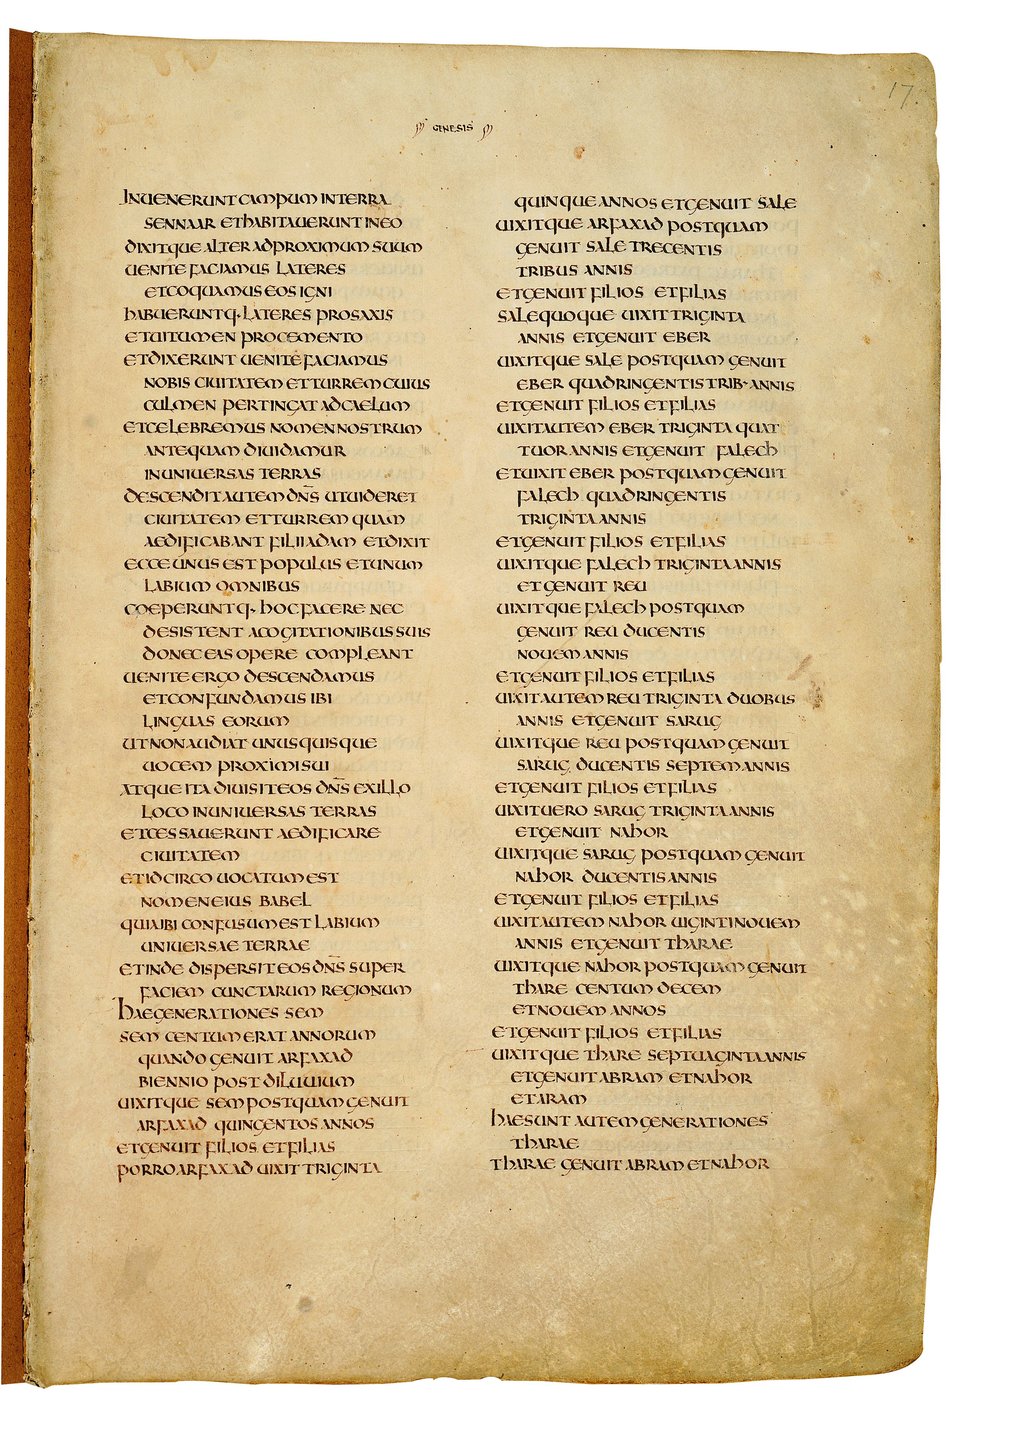 17.
GENESIS
INUENERUNT CAMPUM IN TERRA
SENNAAR ET HABITAUERUNT IN EO
DIXITQUE ALTER AD PROXIMUM SUUM
UENITE FACIAMUS LATERES
ET COQUAMUS EOS IGNI
HABUERUNTQ· LATERES PRO SAXIS
ET UITUMEN PRO CEMENTO
ET DIXERUNT UENITE FACIAMUS
NOBIS CIUITATEM ET TURREM CUIUS
CULMEN PERTINGAT AD CAELUM
ET CELEBREMUS NOMEN NOSTRUM
ANTEQUAM DIUIDAMUR
IN UNIUERSAS TERRAS
DESCENDIT AUTEM DN̅S UT UIDERET
CIUITATEM ET TURREM QUAM
AEDIFICABANT FILII ADAM ET DIXIT
ECCE UNUS EST POPULUS ET UNUM
LABIUM OMNIBUS
COEPERUNTQ· HOC FACERE NEC
DESISTENT A COGITATIONIBUS SUIS
DONEC EAS OPERE COMPLEANT
UENITE ERGO DESCENDAMUS
ET CONFUNDAMUS IBI
LINGUAS EORUM
UT NON AUDIAT UNUSQUISQUE
UOCEM PROXIMI SUI
ATQUE ITA DIUISIT EOS DN̅S EX ILLO
LOCO IN UNIUERSAS TERRAS
ET CESSAUERUNT AEDIFICARE
CIUITATEM
ET IDCIRCO UOCATUM EST
NOMEN EIUS BABEL
QUIA IBI CONFUSUM EST LABIUM
UNIUERSAE TERRAE
ET INDE DISPERSIT EOS DN̅S SUPER
FACIEM CUNCTARUM REGIONUM
HAE GENERATIONES SEM
SEM CENTUM ERAT ANNORUM
QUANDO GENUIT ARFAXAD
BIENNIO POST DILUUIUM
UIXITQUE SEM POSTQUAM GENUIT
ARFAXAD QUINGENTOS ANNOS
ET GENUIT FILIOS ET FILIAS
PORRO ARFAXAD UIXIT TRIGINTA
QUINQUE ANNOS ET GENUIT SALE
UIXITQUE ARFAXAD POSTQUAM
GENUIT SALE TRECENTIS
TRIBUS ANNIS
ET GENUIT FILIOS ET FILIAS
SALE QUOQUE UIXIT TRIGINTA
ANNIS ET GENUIT EBER
UIXITQUE SALE POSTQUAM GENUIT
EBER QUADRINGENTIS TRIB· ANNIS
ET GENUIT FILIOS ET FILIAS
UIXIT AUTEM EBER TRIGINTA QUAT
TUOR ANNIS ET GENUIT FALECH
ET UIXIT EBER POSTQUAM GENUIT
FALECH QUADRINGENTIS
TRIGINTA ANNIS
ET GENUIT FILIOS ET FILIAS
UIXITQUE FALECH TRIGINTA ANNIS
ET GENUIT REU
UIXITQUE FALECH POSTQUAM
GENUIT REU DUCENTIS
NOUEM ANNIS
ET GENUIT FILIOS ET FILIAS
UIXIT AUTEM REU TRIGINTA DUOBUS
ANNIS ET GENUIT SARUG
UIXITQUE REU POSTQUAM GENUIT
SARUG DUCENTIS SEPTEM ANNIS
ET GENUIT FILIOS ET FILIAS
UIXIT UERO SARUG TRIGINTA ANNIS
ET GENUIT NAHOR
UIXITQUE SARUG POSTQUAM GENUIT
NAHOR DUCENTIS ANNIS
ET GENUIT FILIOS ET FILIAS
UIXIT AUTEM NAHOR UIGINTI NOUEM
ANNIS ET GENUIT THARAE
UIXITQUE NAHOR POSTQUAM GENUIT
THARE CENTUM DECEM
ET NOUEM ANNOS
ET GENUIT FILIOS ET FILIAS
UIXITQUE THARE SEPTUAGINTA ANNIS
ET GENUIT ABRAM ET NAHOR
ET ARAM
HAE SUNT AUTEM GENERATIONES
THARAE
THARAE GENUIT ABRAM ET NAHOR